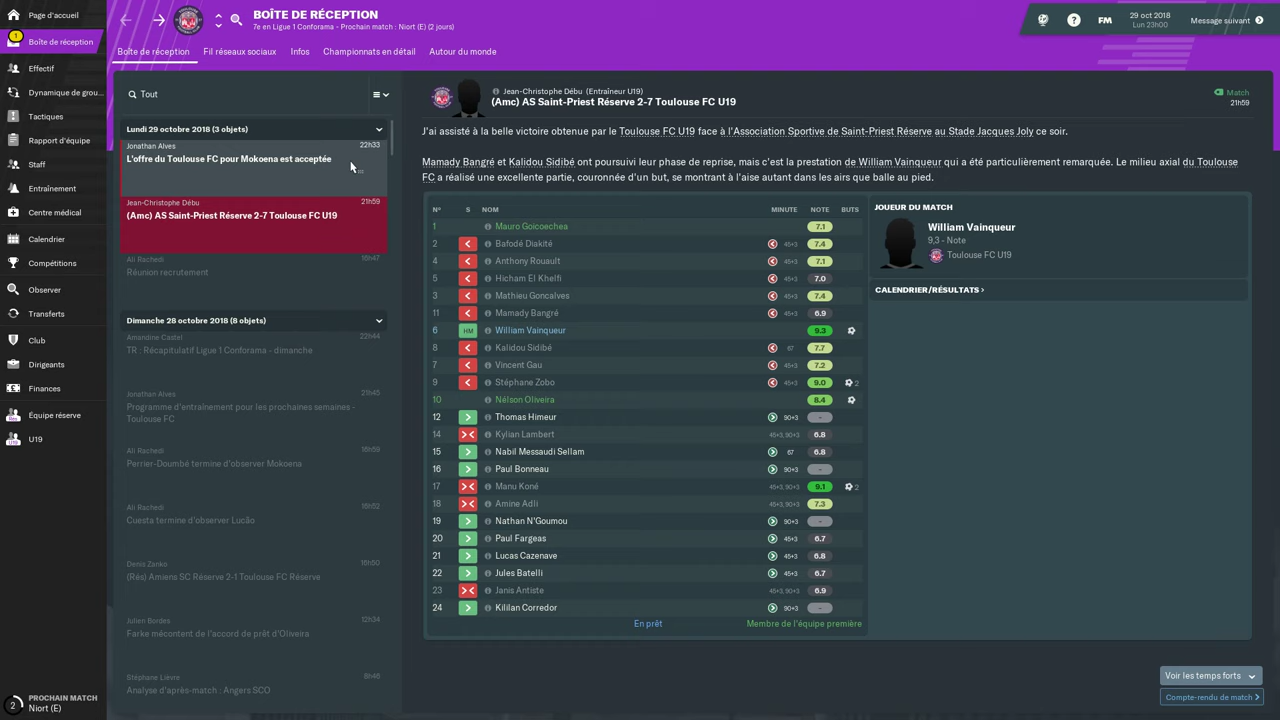 Page d'accueil
1
Boîte de réception
Effectif
Dynamique de grou...
Tactiques
Rapport d'équipe
Staff
Entraînement
Centre médical
Calendrier
Compétitions
Observer
Transferts
Club
Dirigeants
Finances
Équipe réserve
U19
2
PROCHAIN MATCH
Niort (E)
BOÎTE DE RÉCEPTION
7e en Ligue 1 Conforama - Prochain match : Niort (E) (2 jours)
? FM 29 oct 2018
Lun 23h00
Message suivant
Boîte de réception Fil réseaux sociaux Infos Championnats en détail Autour du monde
Tout
Lundi 29 octobre 2018 (3 objets)
Jonathan Alves 22h33
L'offre du Toulouse FC pour Mokoena est acceptée
Jean-Christophe Débu 21h59
(Amc) AS Saint-Priest Réserve 2-7 Toulouse FC U19
Ali Rachedi 16h47
Réunion recrutement
Dimanche 28 octobre 2018 (8 objets)
Amandine Castel 22h44
TR : Récapitulatif Ligue 1 Conforama - dimanche
Jonathan Alves 21h45
Programme d'entraînement pour les prochaines semaines -
Toulouse FC
Ali Rachedi 16h59
Perrier-Doumbé termine d'observer Mokoena
Ali Rachedi 16h52
Cuesta termine d'observer Lucão
Denis Zanko 16h50
(Rés) Amiens SC Réserve 2-1 Toulouse FC Réserve
Julien Bordes 12h34
Farke mécontent de l'accord de prêt d'Oliveira
Stéphane Lièvre 8h46
Analyse d'après-match : Angers SCO
Jean-Christophe Débu (Entraîneur U19)
(Amc) AS Saint-Priest Réserve 2-7 Toulouse FC U19
Match
21h59
J'ai assisté à la belle victoire obtenue par le Toulouse FC U19 face à l'Association Sportive de Saint-Priest Réserve au Stade Jacques Joly ce soir.
Mamady Bangré et Kalidou Sidibé ont poursuivi leur phase de reprise, mais c'est la prestation de William Vainqueur qui a été particulièrement remarquée. Le milieu axial du Toulouse
FC a réalisé une excellente partie, couronnée d'un but, se montrant à l'aise autant dans les airs que balle au pied.
Nº S NOM MINUTE NOTE BUTS
1 Mauro Goicoechea 7.1
2 Bafodé Diakité 45+3 7.4
4 Anthony Rouault 45+3 7.1
5 Hicham El Khelfi 45+3 7.0
3 Mathieu Goncalves 45+3 7.4
11 Mamady Bangré 45+3 6.9
6 HM William Vainqueur 9.3
8 Kalidou Sidibé 67 7.7
7 Vincent Gau 45+3 7.2
9 Stéphane Zobo 45+3 9.0 2
10 Nélson Oliveira 8.4
12 Thomas Himeur 90+3 -
14 Kylian Lambert 45+3, 90+3 6.8
15 Nabil Messaudi Sellam 67 6.8
16 Paul Bonneau 90+3 -
17 Manu Koné 45+3, 90+3 9.1 2
18 Amine Adli 45+3, 90+3 7.3
19 Nathan N'Goumou 90+3 -
20 Paul Fargeas 45+3 6.7
21 Lucas Cazenave 45+3 6.8
22 Jules Batelli 45+3 6.7
23 Janis Antiste 45+3, 90+3 6.9
24 Kililan Corredor 90+3 -
En prêt Membre de l'équipe première
JOUEUR DU MATCH
William Vainqueur
9,3 - Note
Toulouse FC U19
CALENDRIER/RÉSULTATS >
Voir les temps forts
Compte-rendu de match